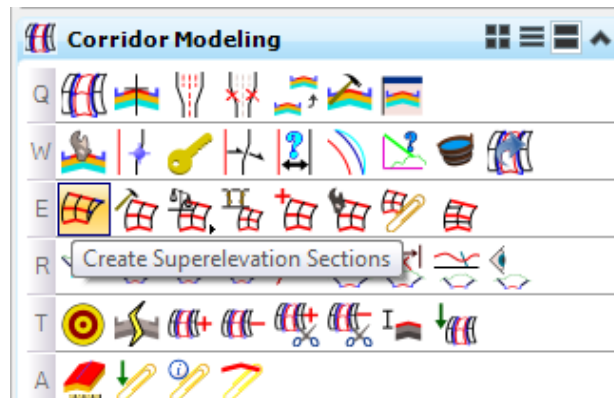 Corridor Modeling
Q
W
E
Create Superelevation Sections
R
T
A